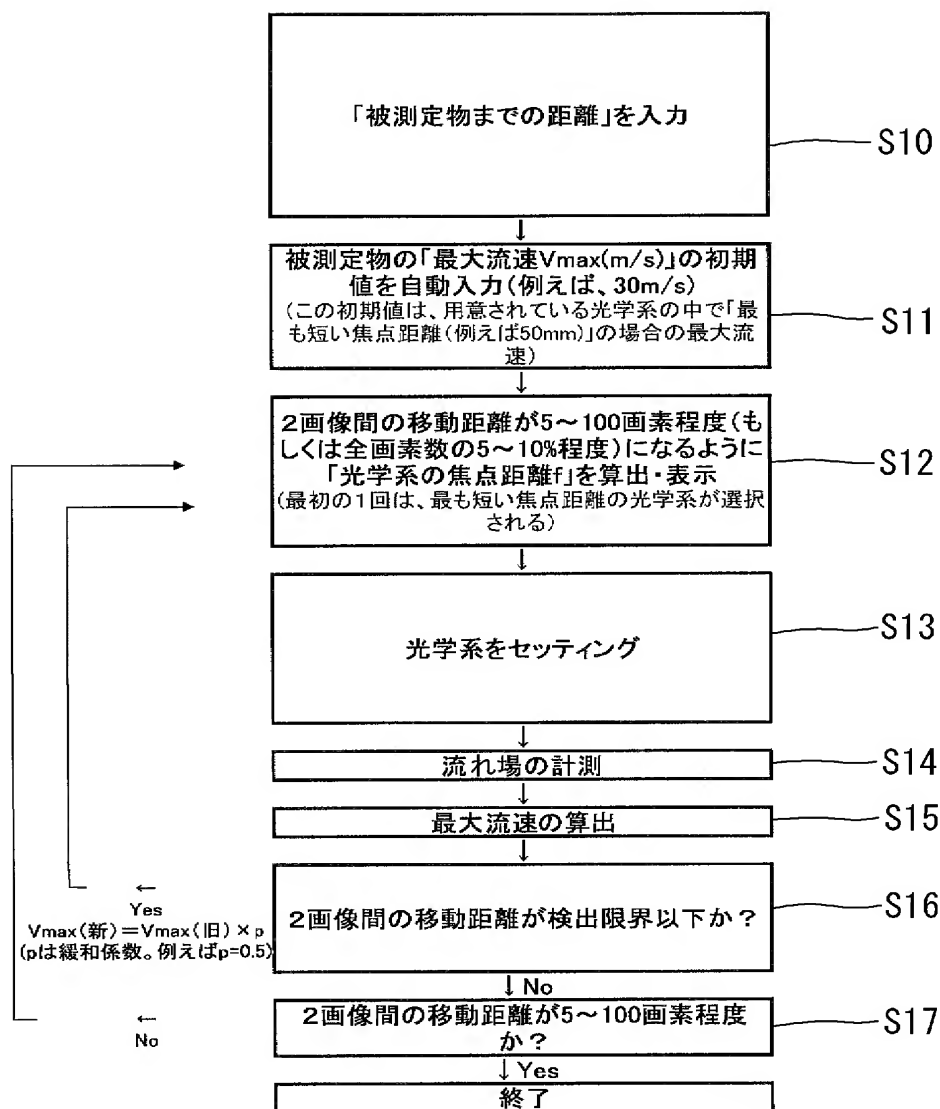 「被測定物までの距離」を入力
S10
↓
被測定物の「最大流速Vmax(m/s)」の初期
値を自動入力(例えば、30m/s)
(この初期値は、用意されている光学系の中で「最
も短い焦点距離(例えば50mm)」の場合の最大流
速)
S11
↓
2画像間の移動距離が5～100画素程度(も
しくは全画素数の5～10%程度)になるように
「光学系の焦点距離f」を算出・表示
(最初の1回は、最も短い焦点距離の光学系が選択
される)
S12
↓
光学系をセッティング
S13
↓
流れ場の計測
S14
↓
最大流速の算出
S15
↓
2画像間の移動距離が検出限界以下か？
S16
←
Yes
Vmax(新)=Vmax(旧)×p
(pは緩和係数。例えばp=0.5)
↓No
2画像間の移動距離が5～100画素程度
か？
S17
←
No
↓Yes
終了